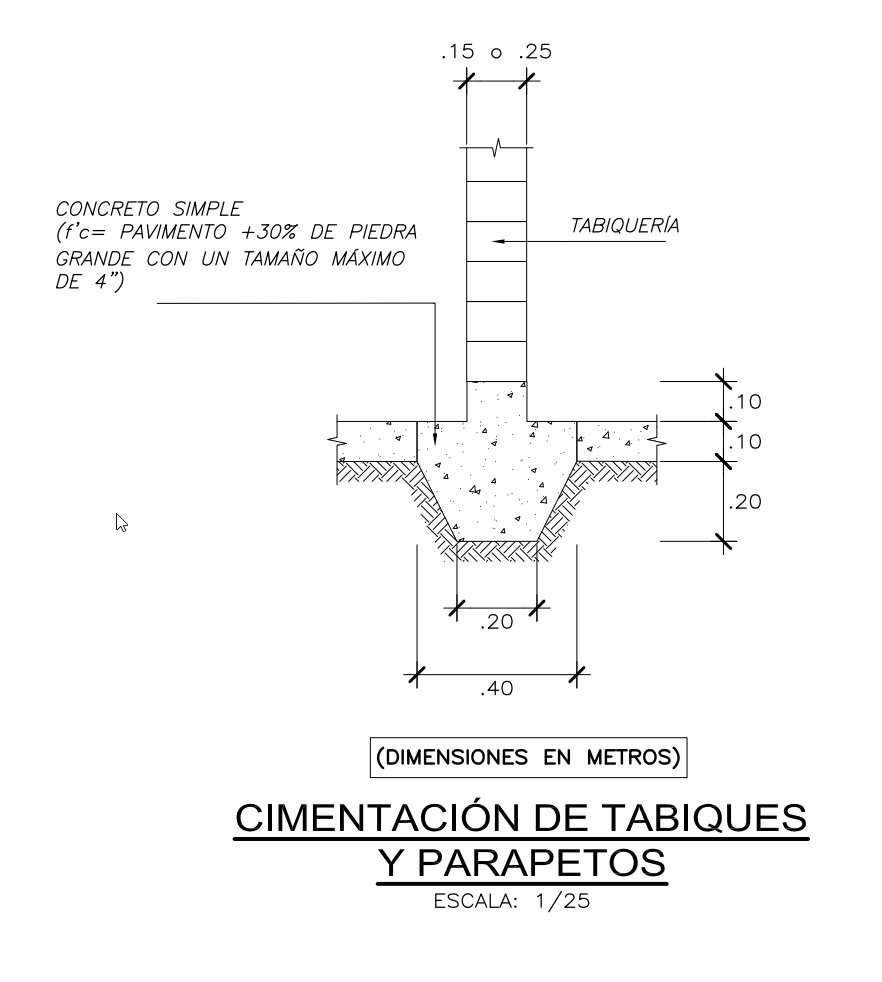 .15 o .25
CONCRETO SIMPLE
(f'c= PAVIMENTO +30% DE PIEDRA
GRANDE CON UN TAMAÑO MÁXIMO
DE 4")
TABIQUERÍA
.10
.10
.20
.20
.40
(DIMENSIONES EN METROS)
CIMENTACIÓN DE TABIQUES
Y PARAPETOS
ESCALA: 1/25